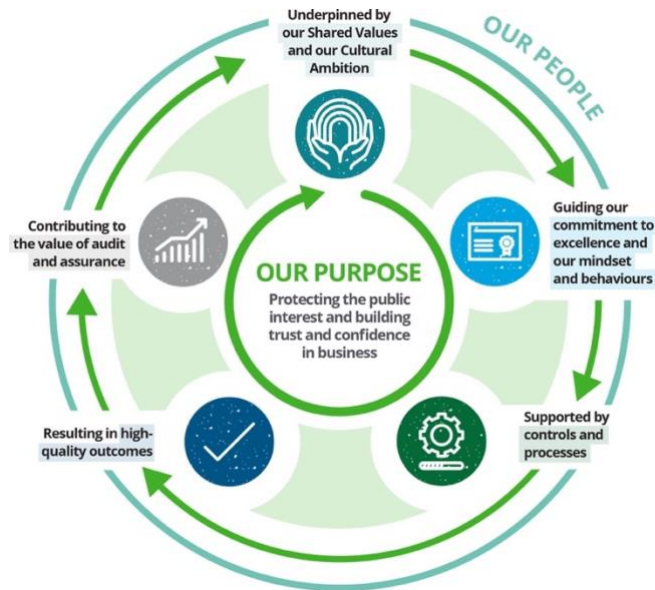 Underpinned by
our Shared Values
and our Cultural
Ambition
OUR PEOPLE
Guiding our
commitment to
excellence and
our mindset
and behaviours
Supported by
controls and
processes
Resulting in high-
quality outcomes
Contributing to
the value of audit
and assurance
OUR PURPOSE
Protecting the public
interest and building
trust and confidence
in business